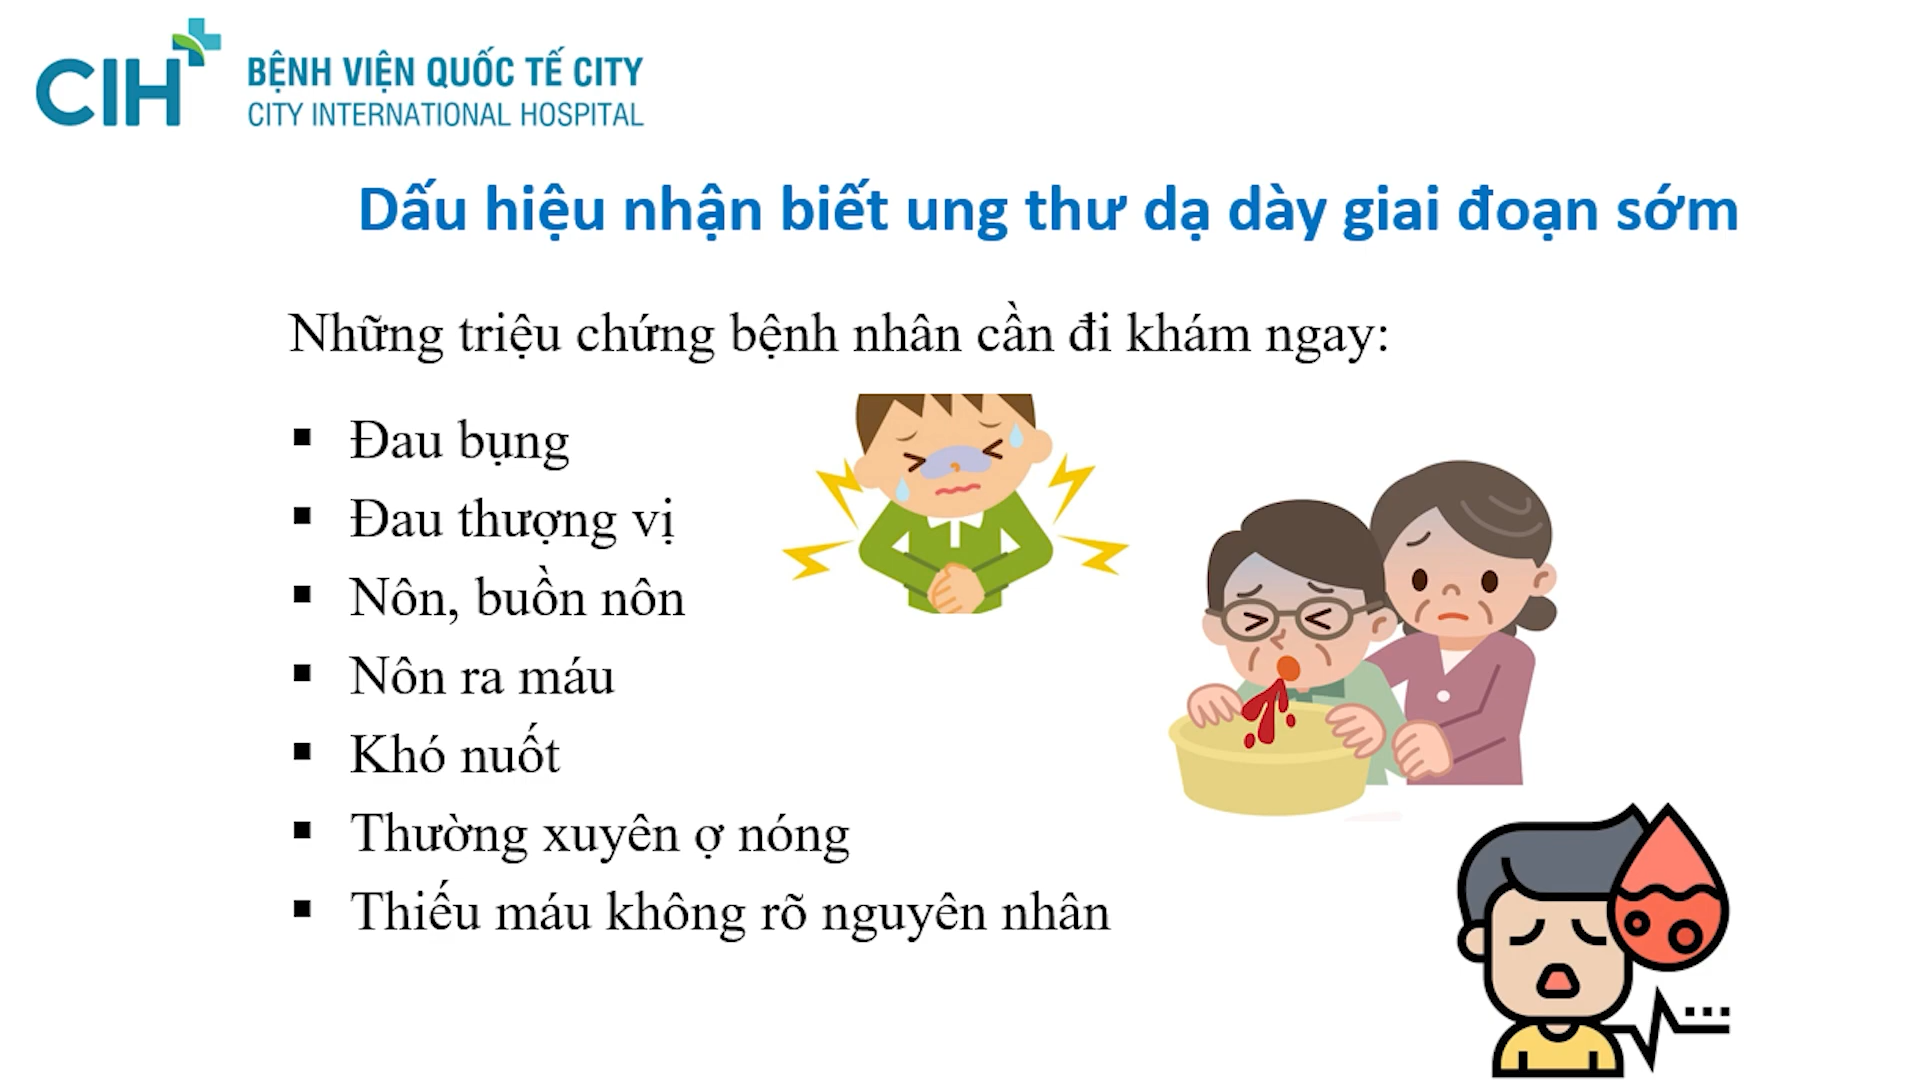 CIH
BỆNH VIỆN QUỐC TẾ CITY
CITY INTERNATIONAL HOSPITAL
Dấu hiệu nhận biết ung thư dạ dày giai đoạn sớm
Những triệu chứng bệnh nhân cần đi khám ngay:
▪ Đau bụng
▪ Đau thượng vị
▪ Nôn, buồn nôn
▪ Nôn ra máu
▪ Khó nuốt
▪ Thường xuyên ợ nóng
▪ Thiếu máu không rõ nguyên nhân